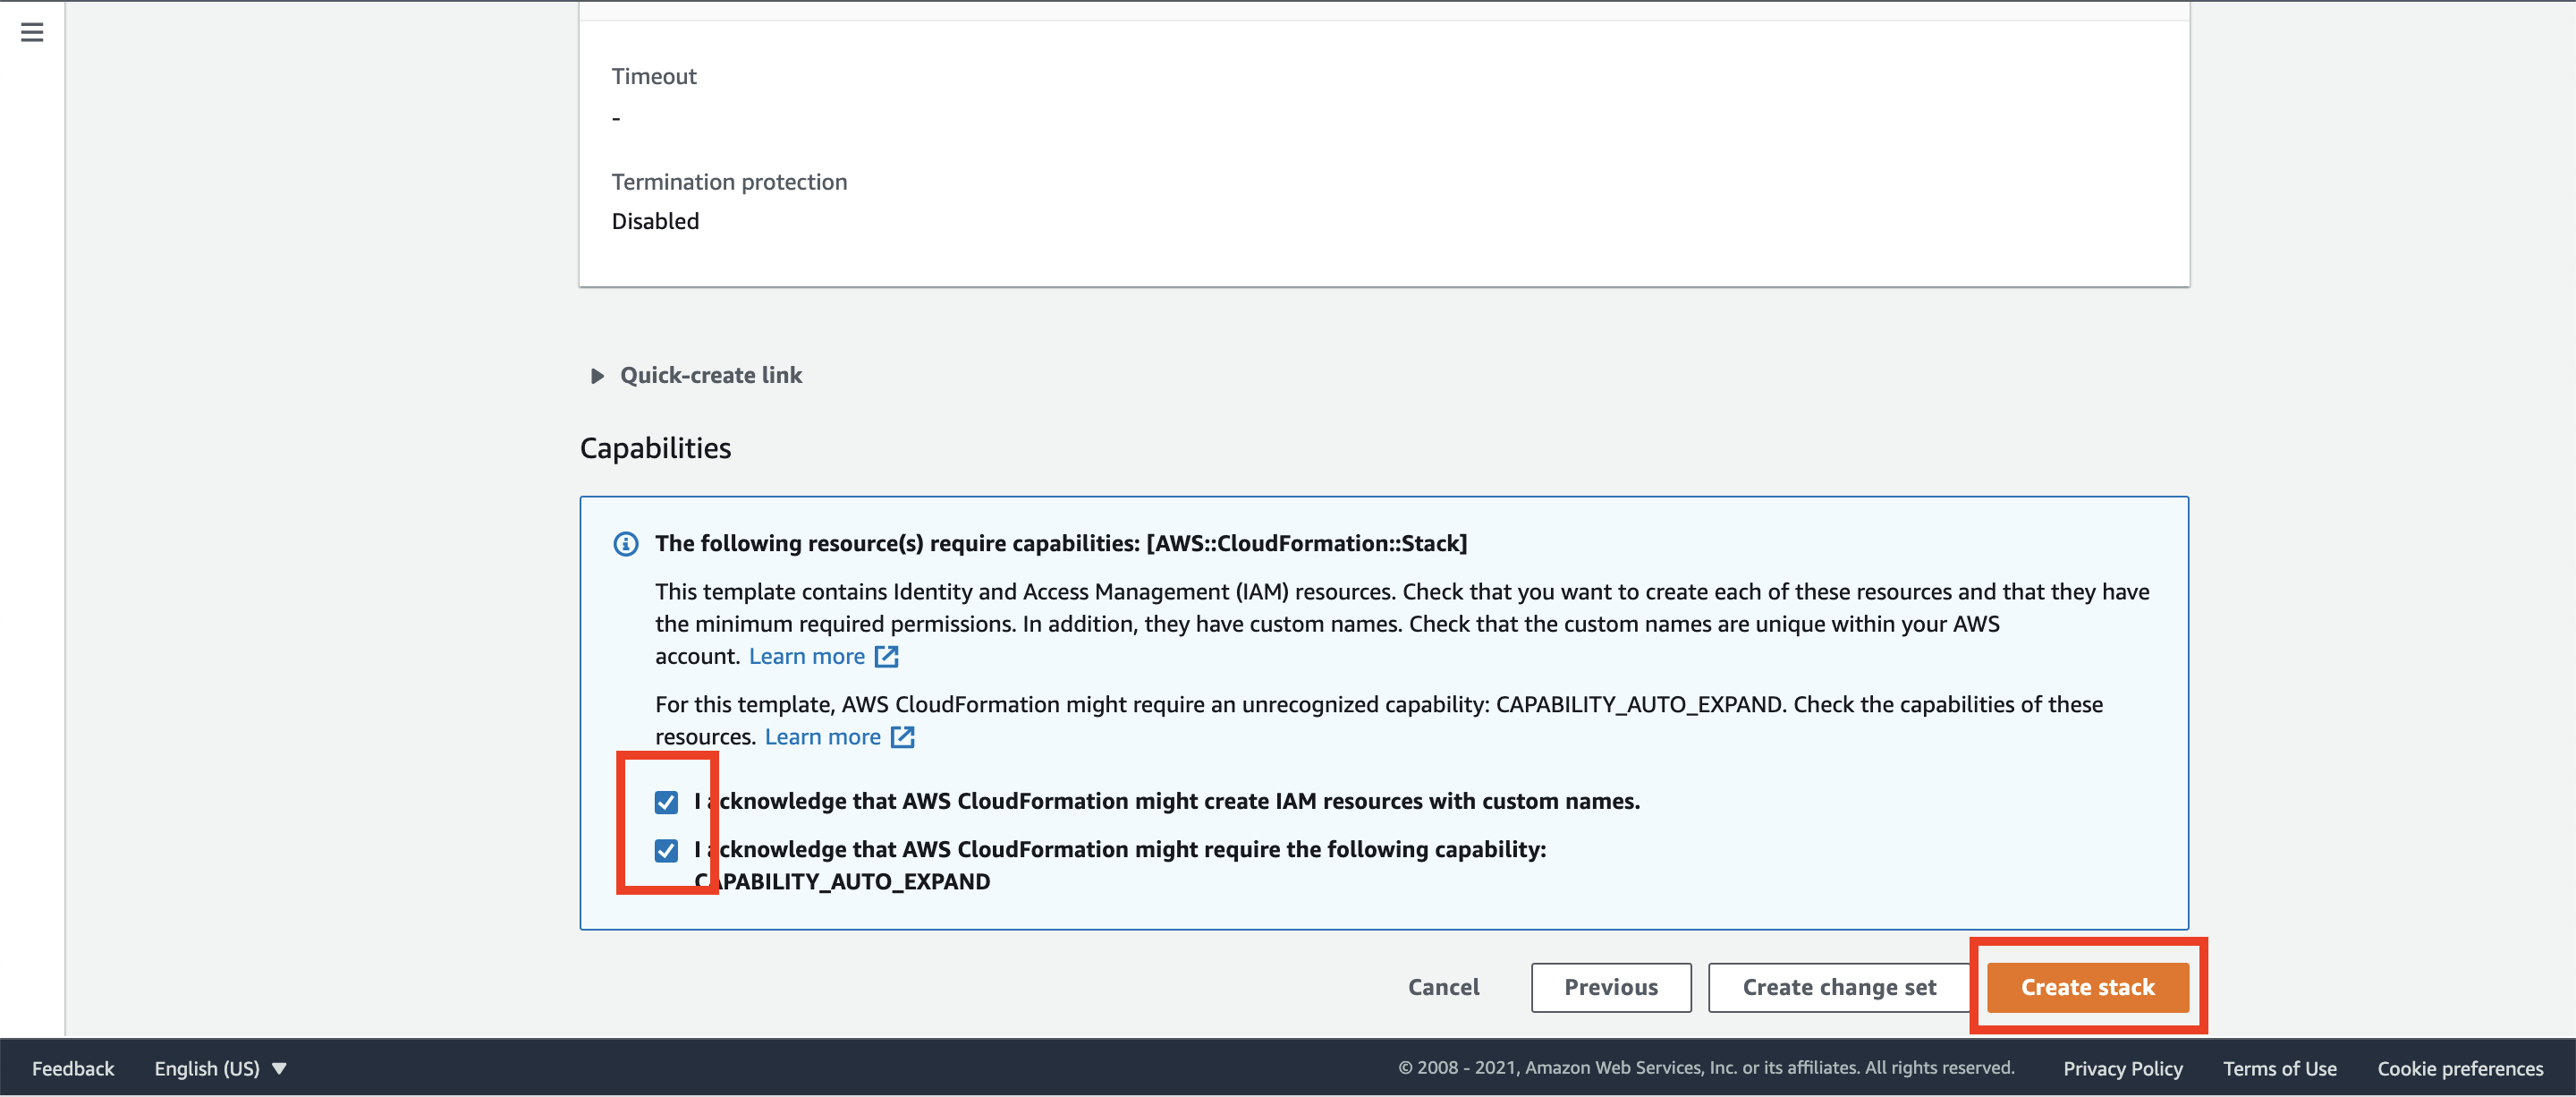 Timeout
-
Termination protection
Disabled
Quick-create link
Capabilities
The following resource(s) require capabilities: [AWS::CloudFormation::Stack]
This template contains Identity and Access Management (IAM) resources. Check that you want to create each of these resources and that they have
the minimum required permissions. In addition, they have custom names. Check that the custom names are unique within your AWS
account. Learn more
For this template, AWS CloudFormation might require an unrecognized capability: CAPABILITY_AUTO_EXPAND. Check the capabilities of these
resources. Learn more
I acknowledge that AWS CloudFormation might create IAM resources with custom names.
I acknowledge that AWS CloudFormation might require the following capability:
CAPABILITY_AUTO_EXPAND
Cancel Previous Create change set Create stack
Feedback English (US) © 2008 - 2021, Amazon Web Services, Inc. or its affiliates. All rights reserved. Privacy Policy Terms of Use Cookie preferences